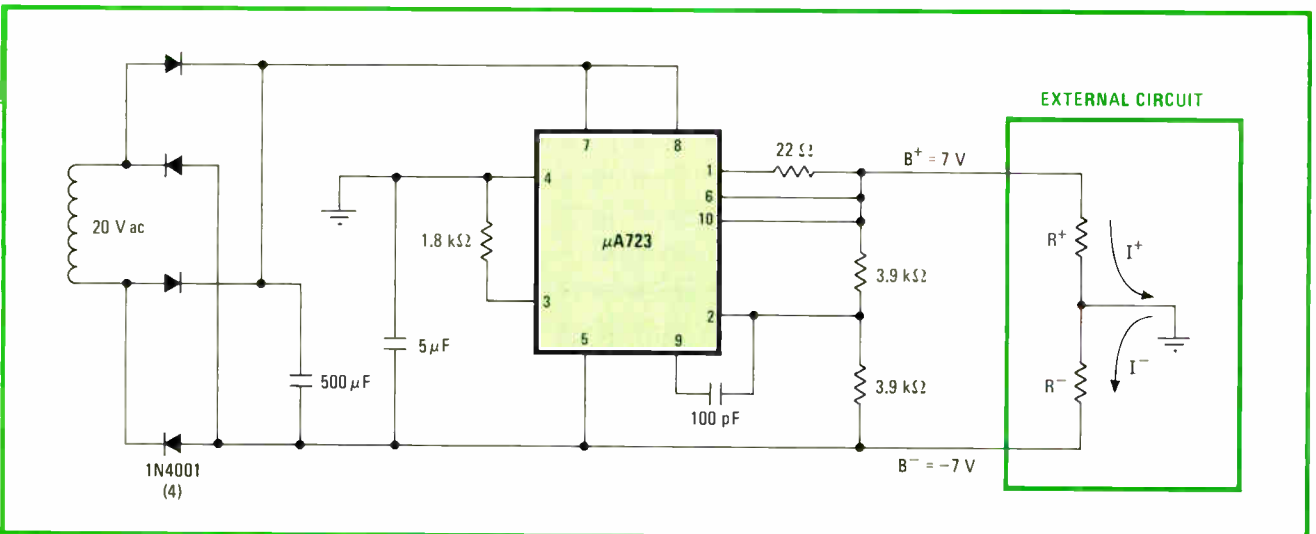 EXTERNAL CIRCUIT
7
8
22 Ω
B⁺ = 7 V
4
1
6
10
20 V ac
1.8 kΩ
μA723
R⁺
I⁺
3.9 kΩ
3
2
5 μF
5
9
I⁻
500 μF
3.9 kΩ
R⁻
100 pF
1N4001
(4)
B⁻ = −7 V